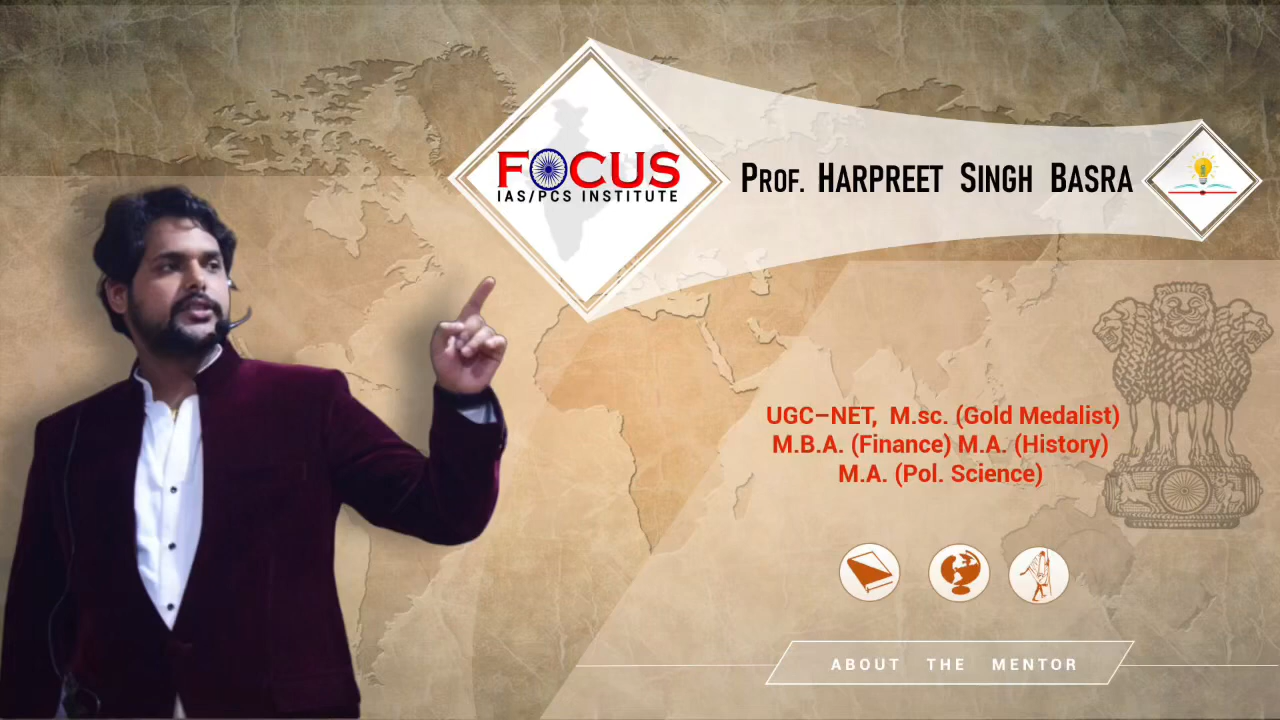 FOCUS
IAS/PCS INSTITUTE
PROF. HARPREET SINGH BASRA
UGC–NET, M.sc. (Gold Medalist)
M.B.A. (Finance) M.A. (History)
M.A. (Pol. Science)
ABOUT THE MENTOR